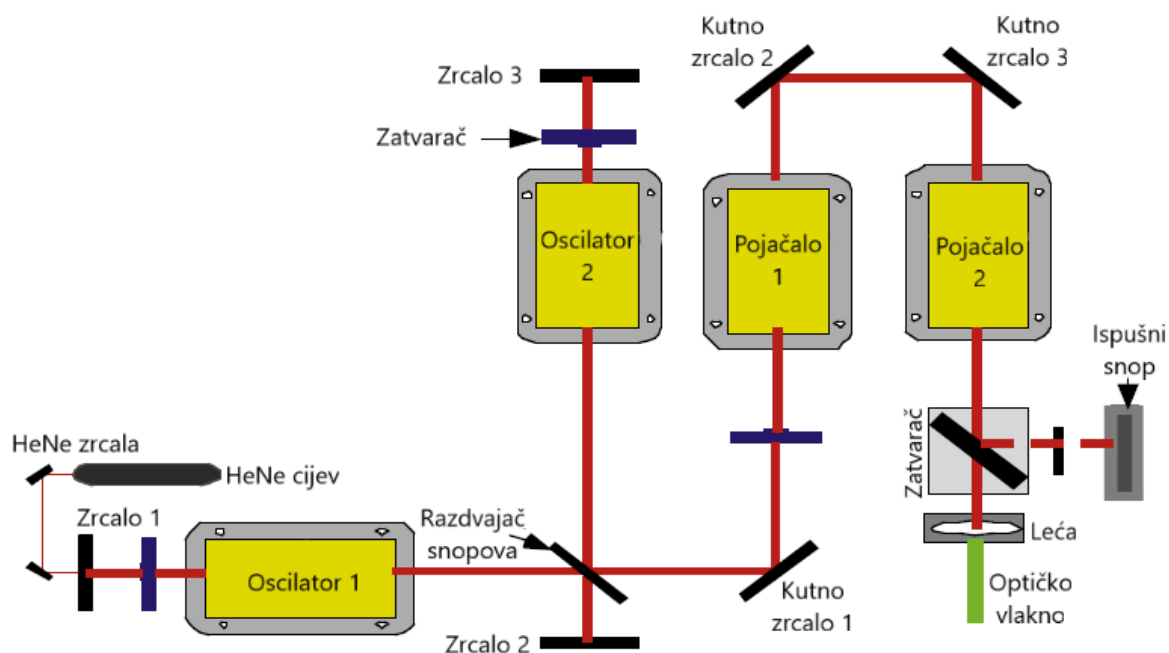 Kutno
zrcalo 2
Kutno
zrcalo 3
Zrcalo 3
Zatvarač
Oscilator
2
Pojačalo
1
Pojačalo
2
Ispušni
snop
HeNe zrcala
HeNe cijev
Zatvarač
Zrcalo 1
Razdvajač
snopova
Leća
Oscilator 1
Kutno
zrcalo 1
Optičko
vlakno
Zrcalo 2